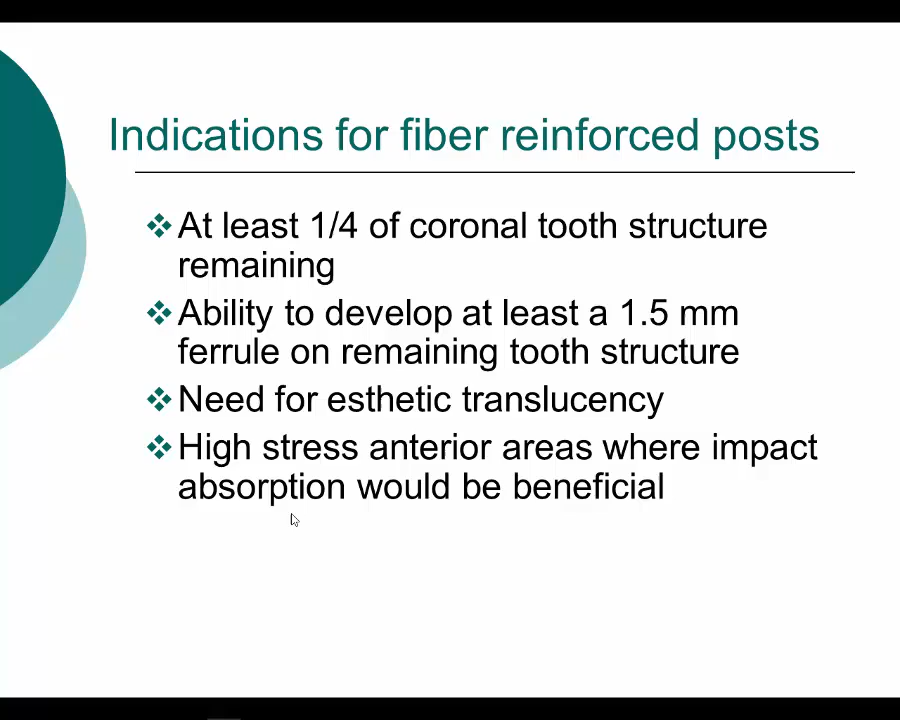 Indications for fiber reinforced posts
At least 1/4 of coronal tooth structure
remaining
Ability to develop at least a 1.5 mm
ferrule on remaining tooth structure
Need for esthetic translucency
High stress anterior areas where impact
absorption would be beneficial